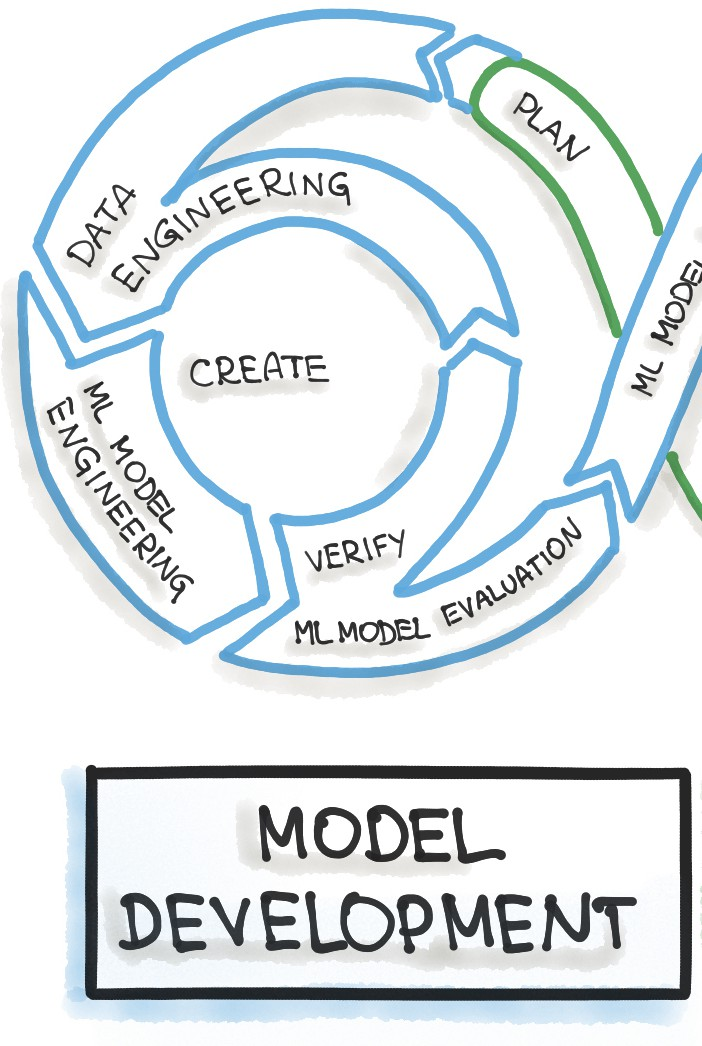 PLAN
DATA
ENGINEERING
ML MODEL
CREATE
ML MODEL
ENGINEERING
VERIFY
ML MODEL EVALUATION
MODEL
DEVELOPMENT